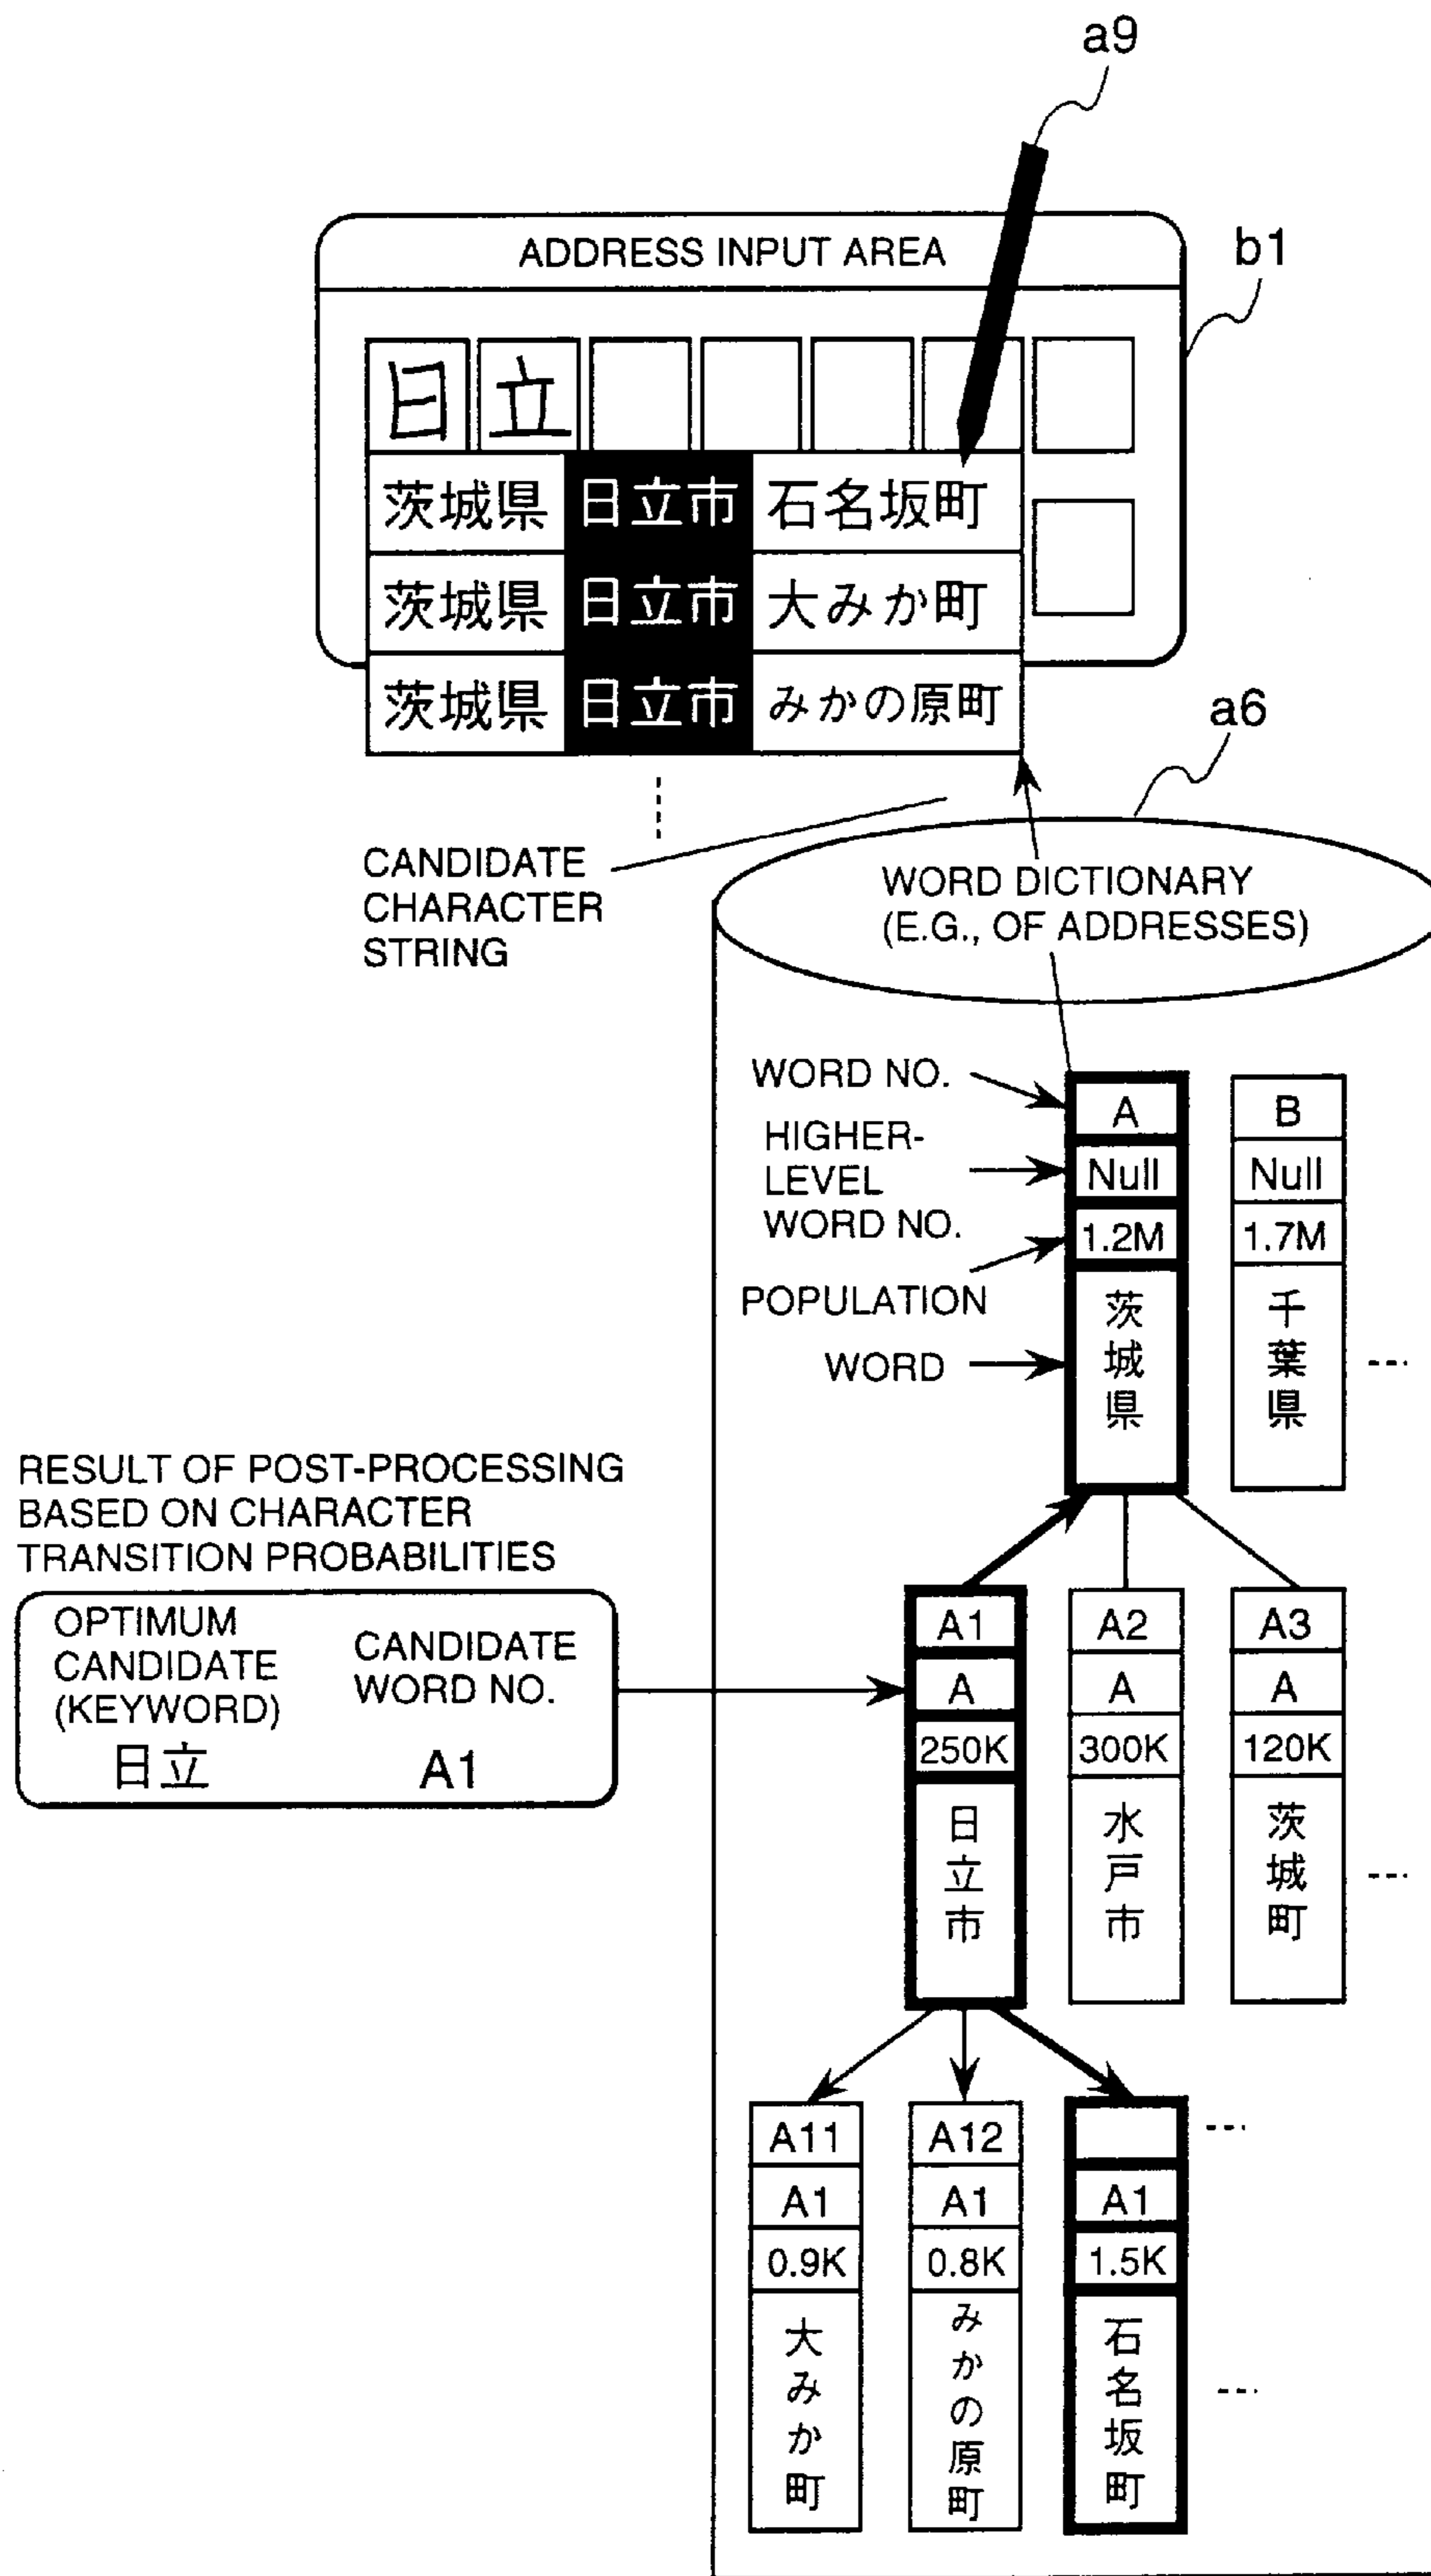 a9
ADDRESS INPUT AREA
b1
日立
茨城県 日立市 石名坂町
茨城県 日立市 大みか町
茨城県 日立市 みかの原町
a6
CANDIDATE
CHARACTER
STRING
WORD DICTIONARY
(E.G., OF ADDRESSES)
WORD NO.
HIGHER-
LEVEL
WORD NO.
POPULATION
WORD
A
Null
1.2M
茨城県
B
Null
1.7M
千葉県
RESULT OF POST-PROCESSING
BASED ON CHARACTER
TRANSITION PROBABILITIES
OPTIMUM
CANDIDATE
(KEYWORD)
日立
CANDIDATE
WORD NO.
A1
A1
A
250K
日立市
A2
A
300K
水戸市
A3
A
120K
茨城町
A11
A1
0.9K
大みか町
A12
A1
0.8K
みかの原町
A1
1.5K
石名坂町